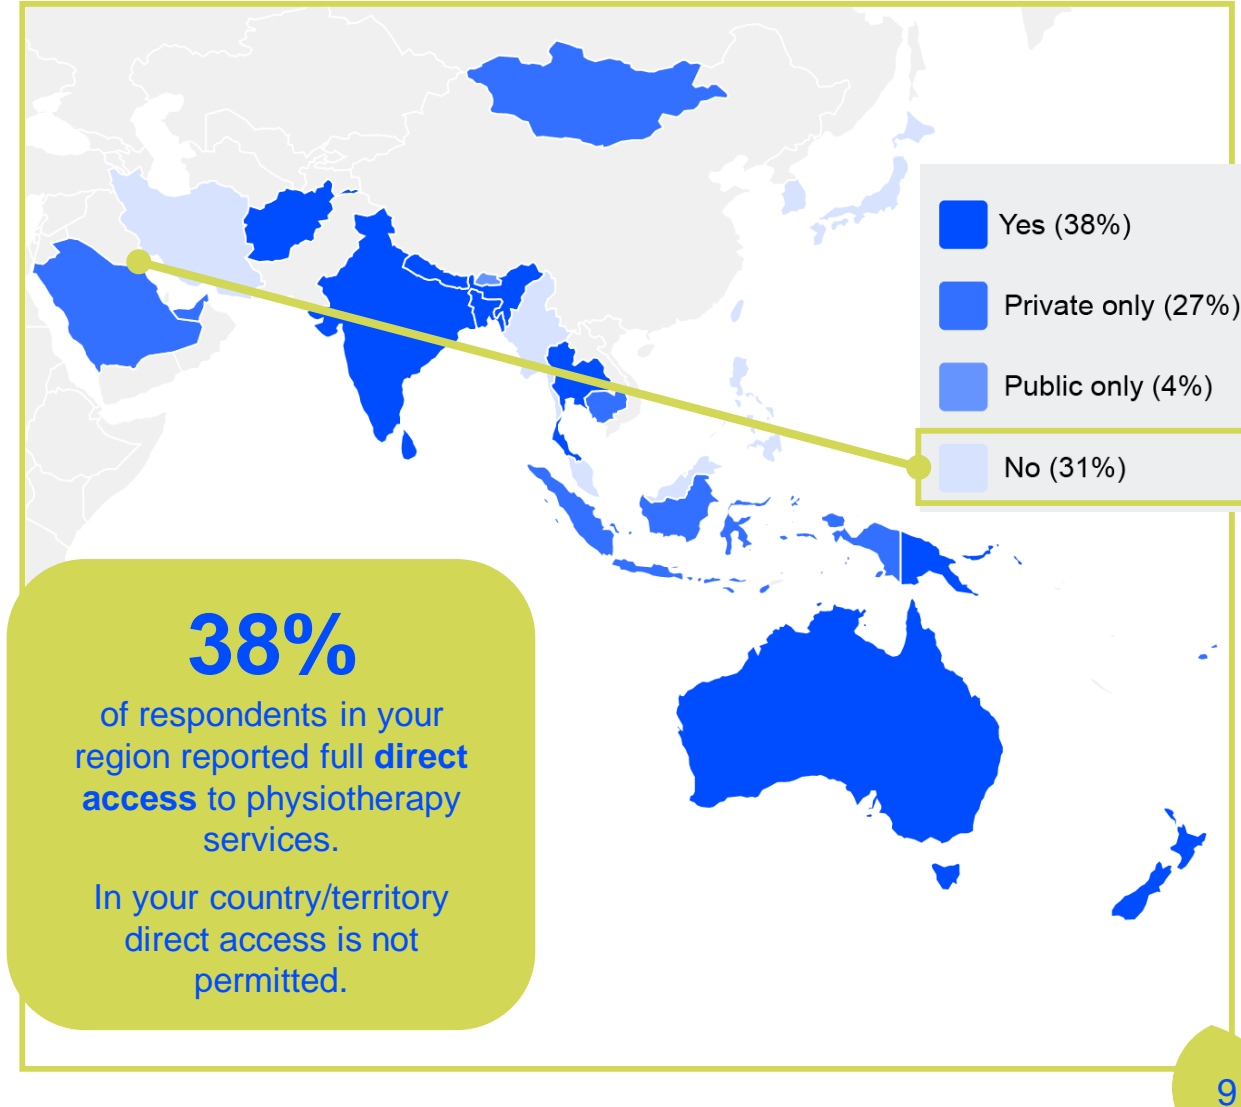 Yes (38%)
Private only (27%)
Public only (4%)
No (31%)
38%
of respondents in your
region reported full direct
access to physiotherapy
services.
In your country/territory
direct access is not
permitted.
9